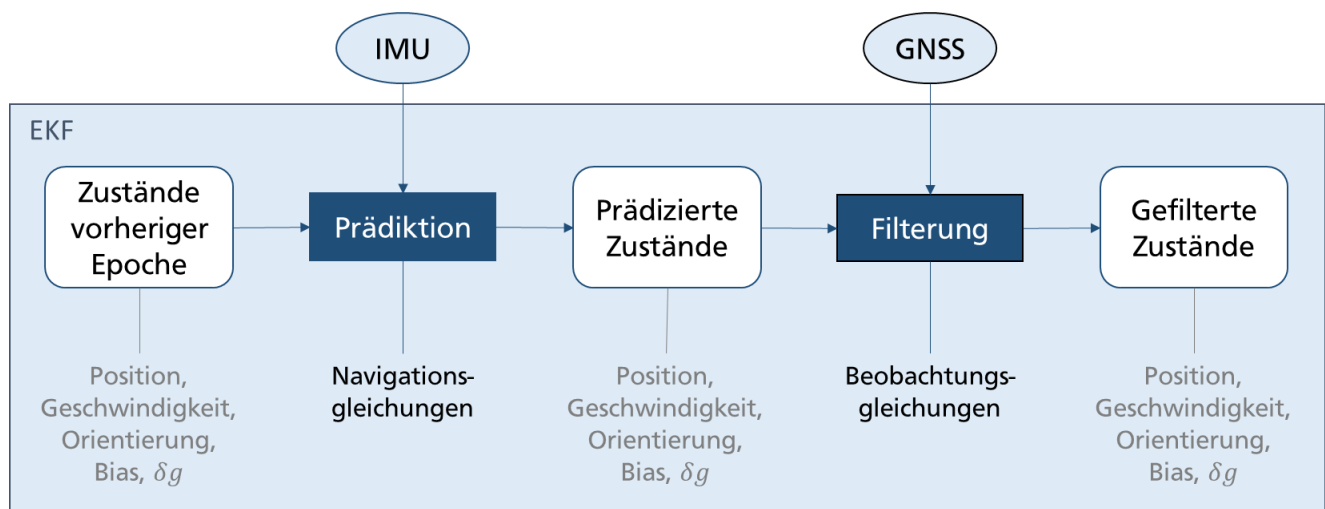 IMU
GNSS
EKF
Zustände
vorheriger
Epoche
Prädiktion
Prädizierte
Zustände
Filterung
Gefilterte
Zustände
Position,
Geschwindigkeit,
Orientierung,
Bias, δg
Navigations-
gleichungen
Position,
Geschwindigkeit,
Orientierung,
Bias, δg
Beobachtungs-
gleichungen
Position,
Geschwindigkeit,
Orientierung,
Bias, δg